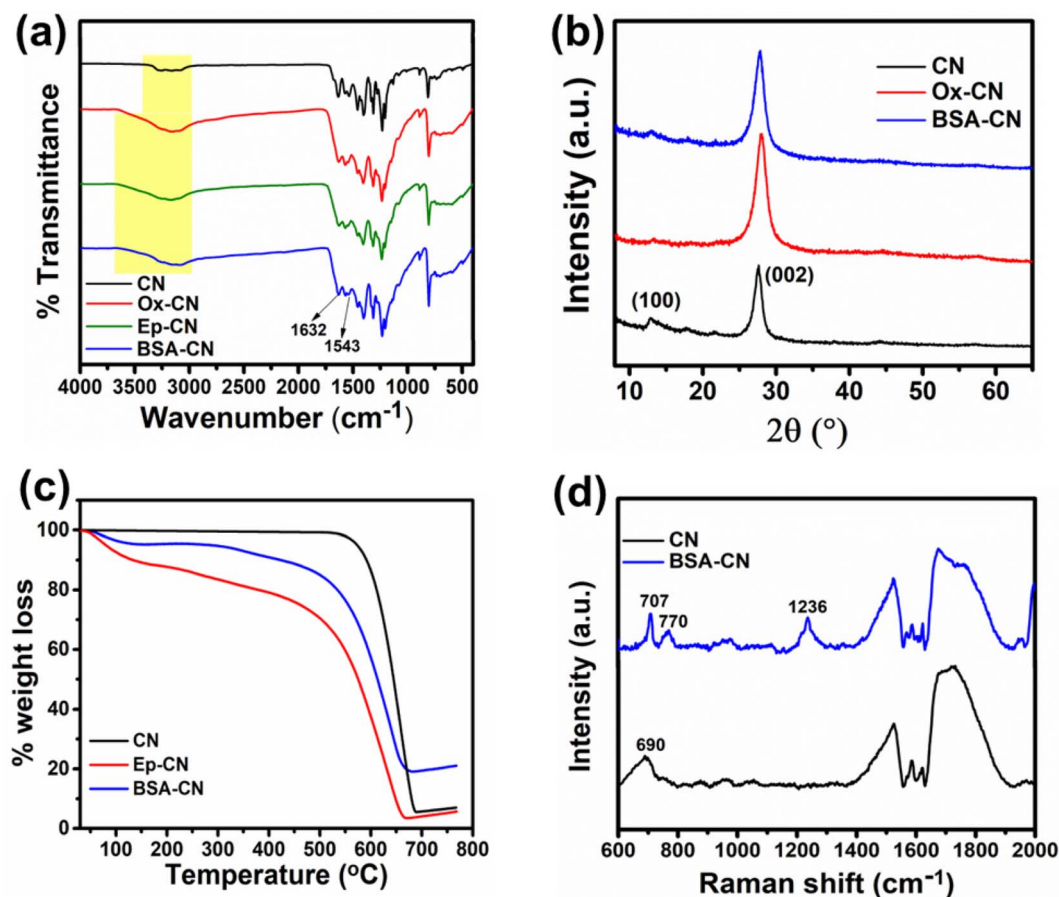 (a)
% Transmittance
CN
Ox-CN
Ep-CN
BSA-CN
1632
1543
4000 3500 3000 2500 2000 1500 1000 500
Wavenumber (cm-1)
(b)
Intensity (a.u.)
CN
Ox-CN
BSA-CN
(100)
(002)
10 20 30 40 50 60
2θ (°)
(c)
% weight loss
100
80
60
40
20
0
CN
Ep-CN
BSA-CN
100 200 300 400 500 600 700 800
Temperature (oC)
(d)
Intensity (a.u.)
CN
BSA-CN
707
770
1236
690
600 800 1000 1200 1400 1600 1800 2000
Raman shift (cm-1)